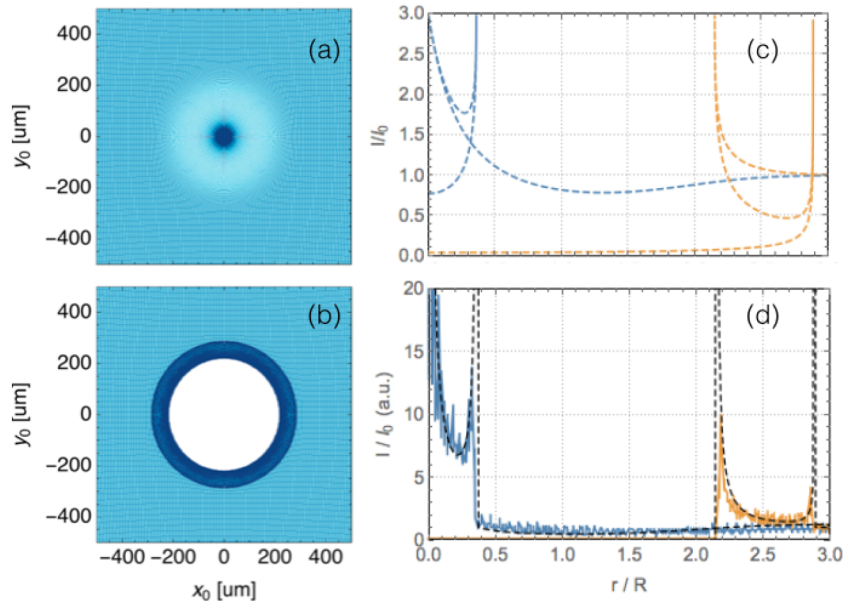 (a)
400
200
0
−200
−400
y₀ [um]
(b)
400
200
0
−200
−400
y₀ [um]
−400 −200 0 200 400
x₀ [um]
(c)
3.0
2.5
2.0
1.5
1.0
0.5
0.0
I/I₀
(d)
20
15
10
5
0
I / I₀ (a.u.)
0.0 0.5 1.0 1.5 2.0 2.5 3.0
r / R